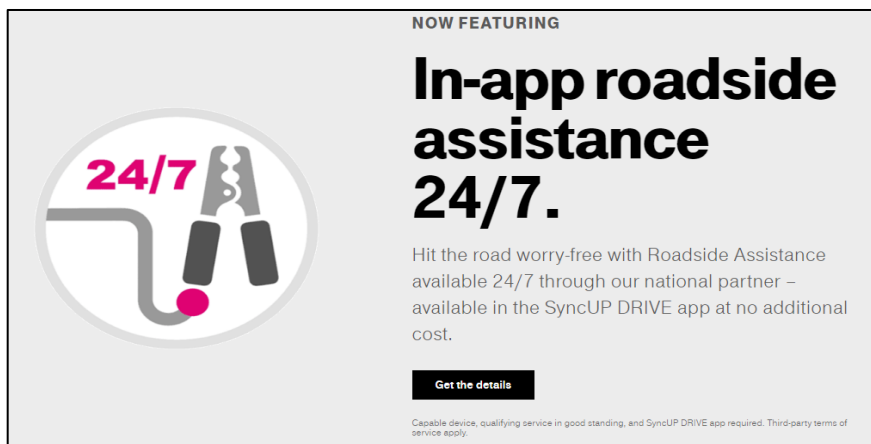 NOW FEATURING
In-app roadside
assistance
24/7.
24/7
Hit the road worry-free with Roadside Assistance
available 24/7 through our national partner –
available in the SyncUP DRIVE app at no additional
cost.
Get the details
Capable device, qualifying service in good standing, and SyncUP DRIVE app required. Third-party terms of
service apply.